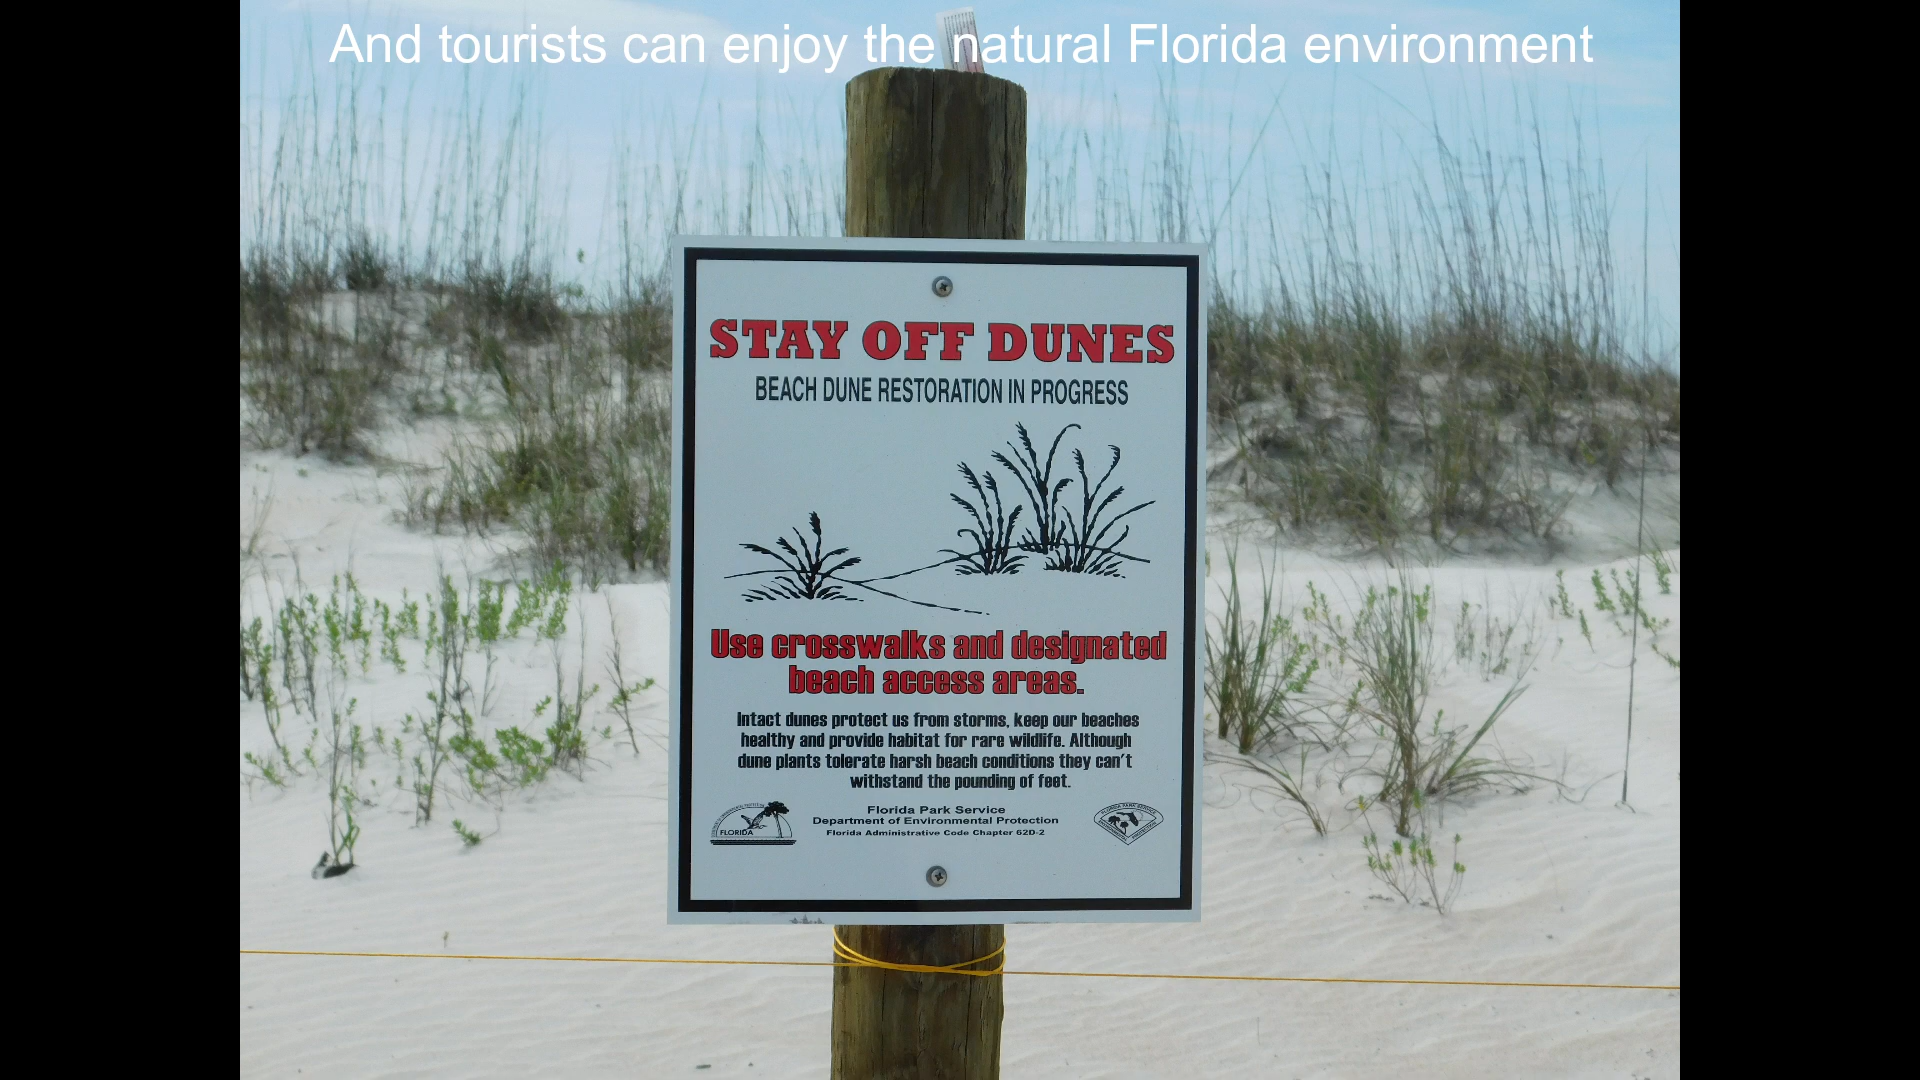 And tourists can enjoy the natural Florida environment
STAY OFF DUNES
BEACH DUNE RESTORATION IN PROGRESS
Use crosswalks and designated
beach access areas.
Intact dunes protect us from storms, keep our beaches
healthy and provide habitat for rare wildlife. Although
dune plants tolerate harsh beach conditions they can't
withstand the pounding of feet.
Florida Park Service
Department of Environmental Protection
Florida Administrative Code Chapter 62D-2
FLORIDA
FLORIDA PARK SERVICE